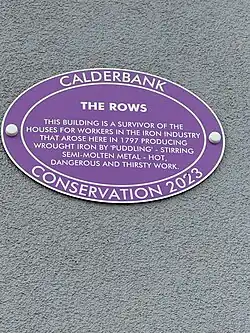 CALDERBANK
THE ROWS
THIS BUILDING IS A SURVIVOR OF THE
HOUSES FOR WORKERS IN THE IRON INDUSTRY
THAT AROSE HERE IN 1797 PRODUCING
WROUGHT IRON BY 'PUDDLING' - STIRRING
SEMI-MOLTEN METAL - HOT,
DANGEROUS AND THIRSTY WORK.
CONSERVATION 2023